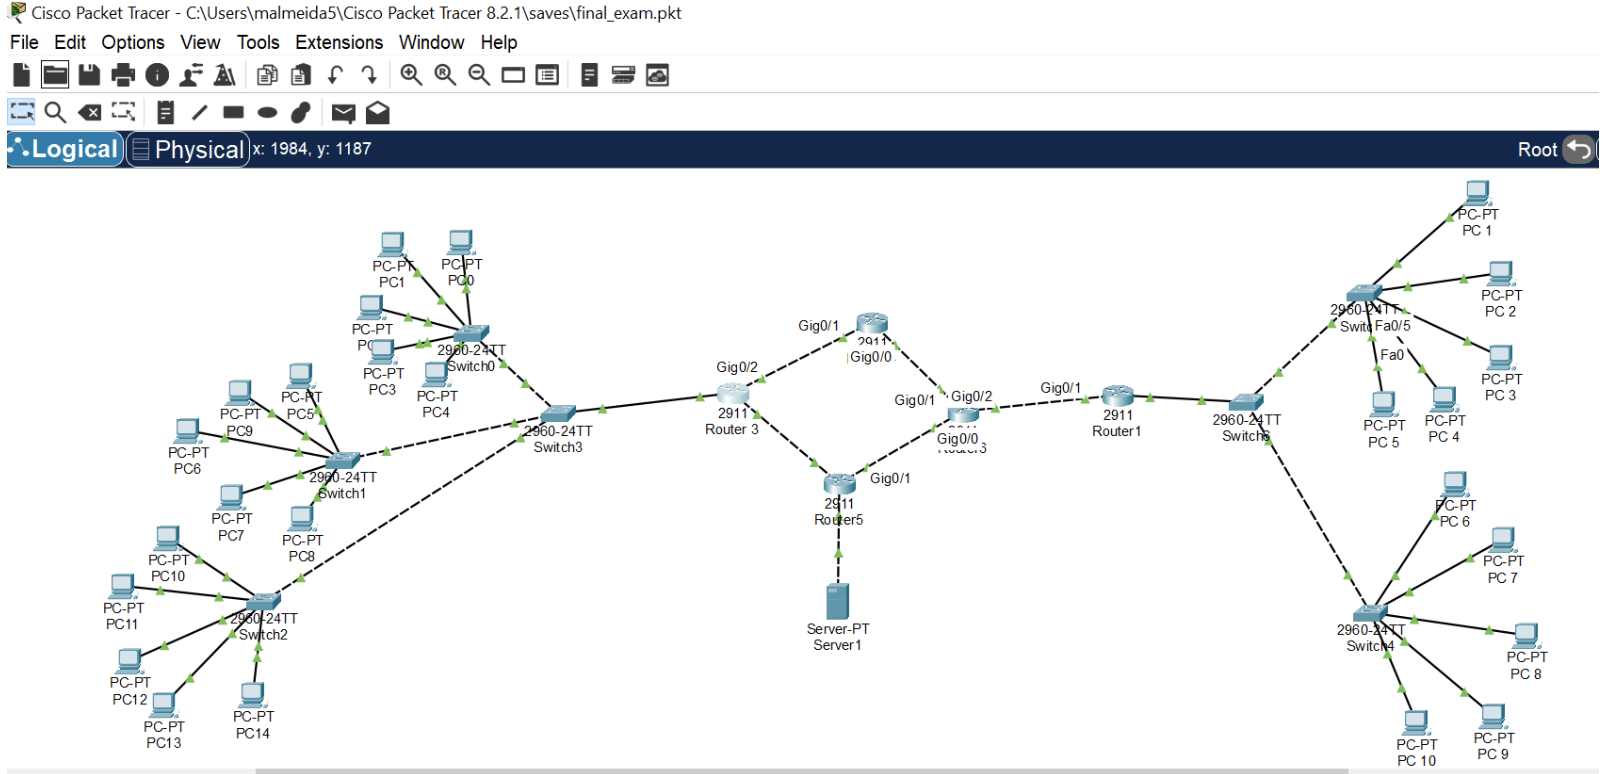 Cisco Packet Tracer - C:\Users\malmeida5\Cisco Packet Tracer 8.2.1\saves\final_exam.pkt
File Edit Options View Tools Extensions Window Help
Logical Physical x: 1984, y: 1187 Root
PC-PT
PC 1
PC-PT
PC1
PC-PT
PC0
PC-PT
PC-PT
PC3
PC-PT
PC4
2960-24TT
Switch0
PC-PT
PC 2
2960-24TT
Fa0/5
Fa0
PC-PT
PC 3
PC-PT
PC 4
PC-PT
PC 5
Gig0/1
2911
Gig0/0
Gig0/2
2911
Router 3
Gig0/1
Gig0/2
Gig0/0
Gig0/1
2911
Router1
2960-24TT
Switch6
PC-PT
PC5
PC-PT
PC9
PC-PT
PC6
2960-24TT
Switch3
2960-24TT
Switch1
PC-PT
PC7
PC-PT
PC8
Gig0/1
2911
Router5
PC-PT
PC 6
PC-PT
PC 7
PC-PT
PC10
PC-PT
PC11
2960-24TT
Switch2
Server-PT
Server1
2960-24TT
Switch4
PC-PT
PC 8
PC-PT
PC12
PC-PT
PC13
PC-PT
PC14
PC-PT
PC 9
PC-PT
PC 10